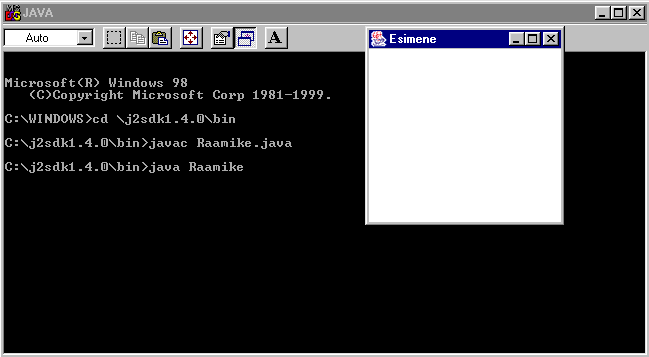 JAVA
Auto
A
Esimene
Microsoft(R) Windows 98
(C)Copyright Microsoft Corp 1981-1999.
C:\WINDOWS>cd \j2sdk1.4.0\bin
C:\j2sdk1.4.0\bin>javac Raamike.java
C:\j2sdk1.4.0\bin>java Raamike